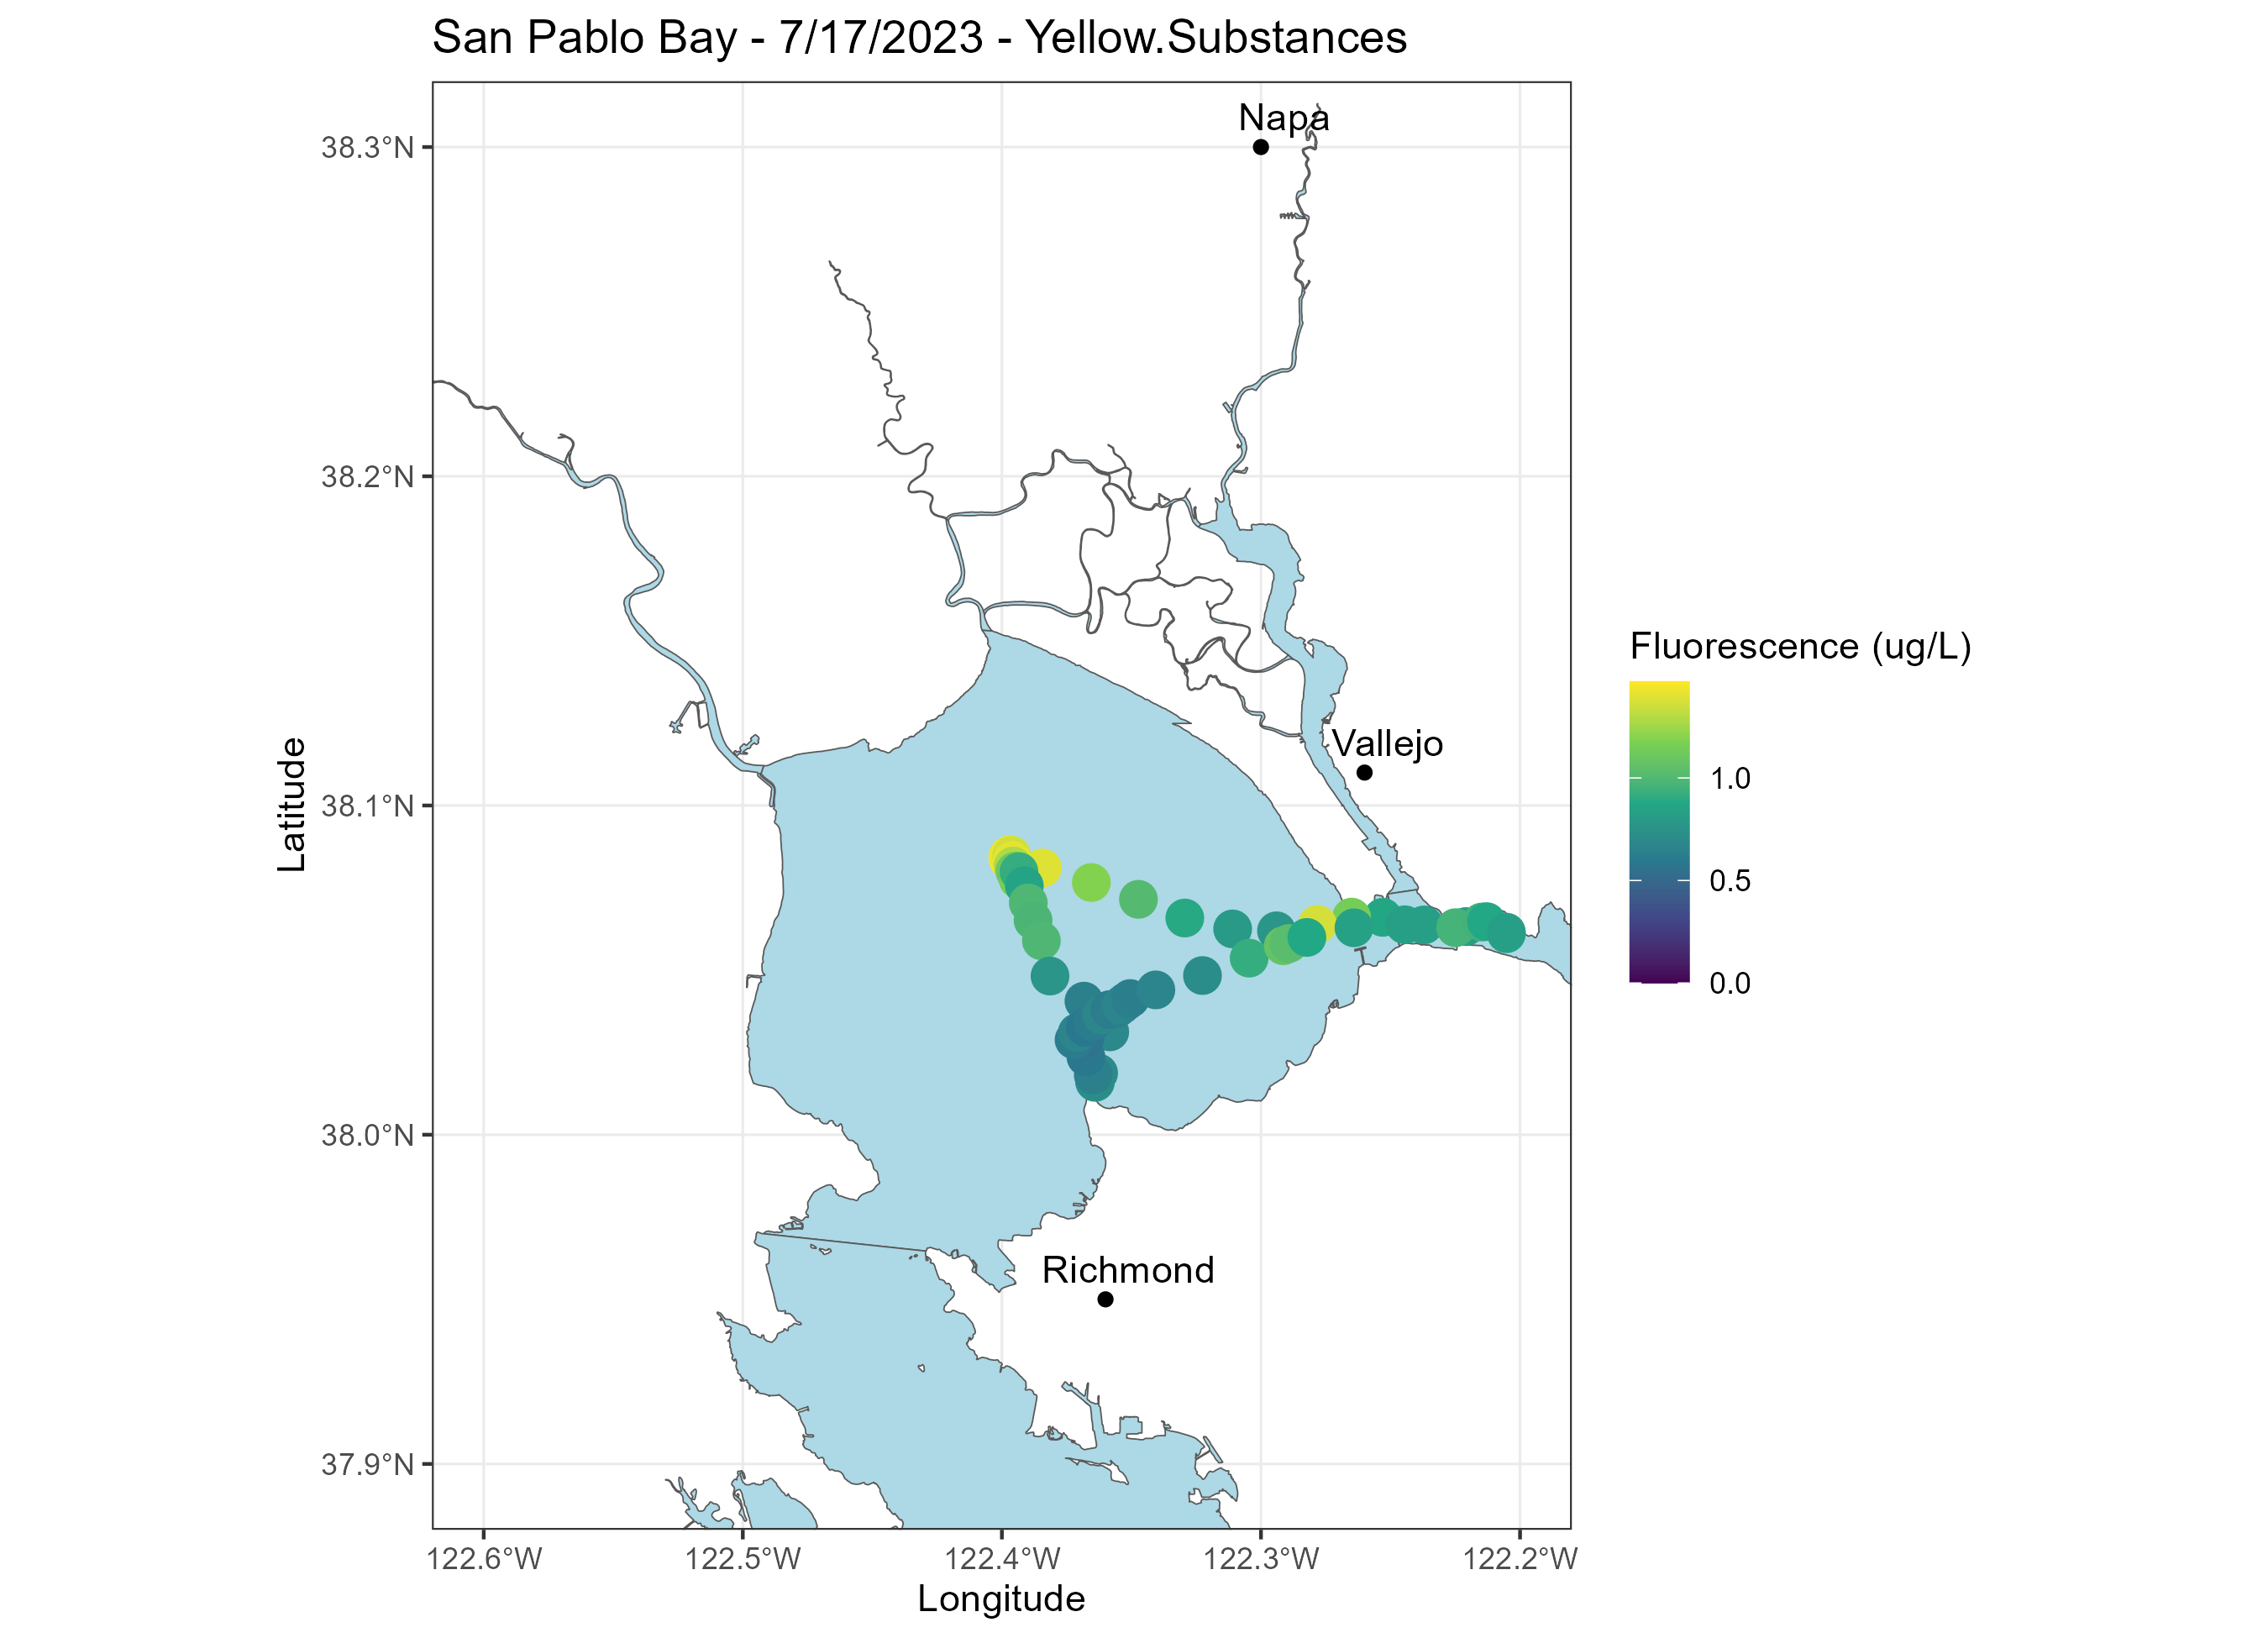 San Pablo Bay - 7/17/2023 - Yellow.Substances
Napa
38.3°N
38.2°N
Fluorescence (ug/L)
Vallejo
1.0
38.1°N
Latitude
0.5
0.0
38.0°N
Richmond
37.9°N
122.6°W 122.5°W 122.4°W 122.3°W 122.2°W
Longitude